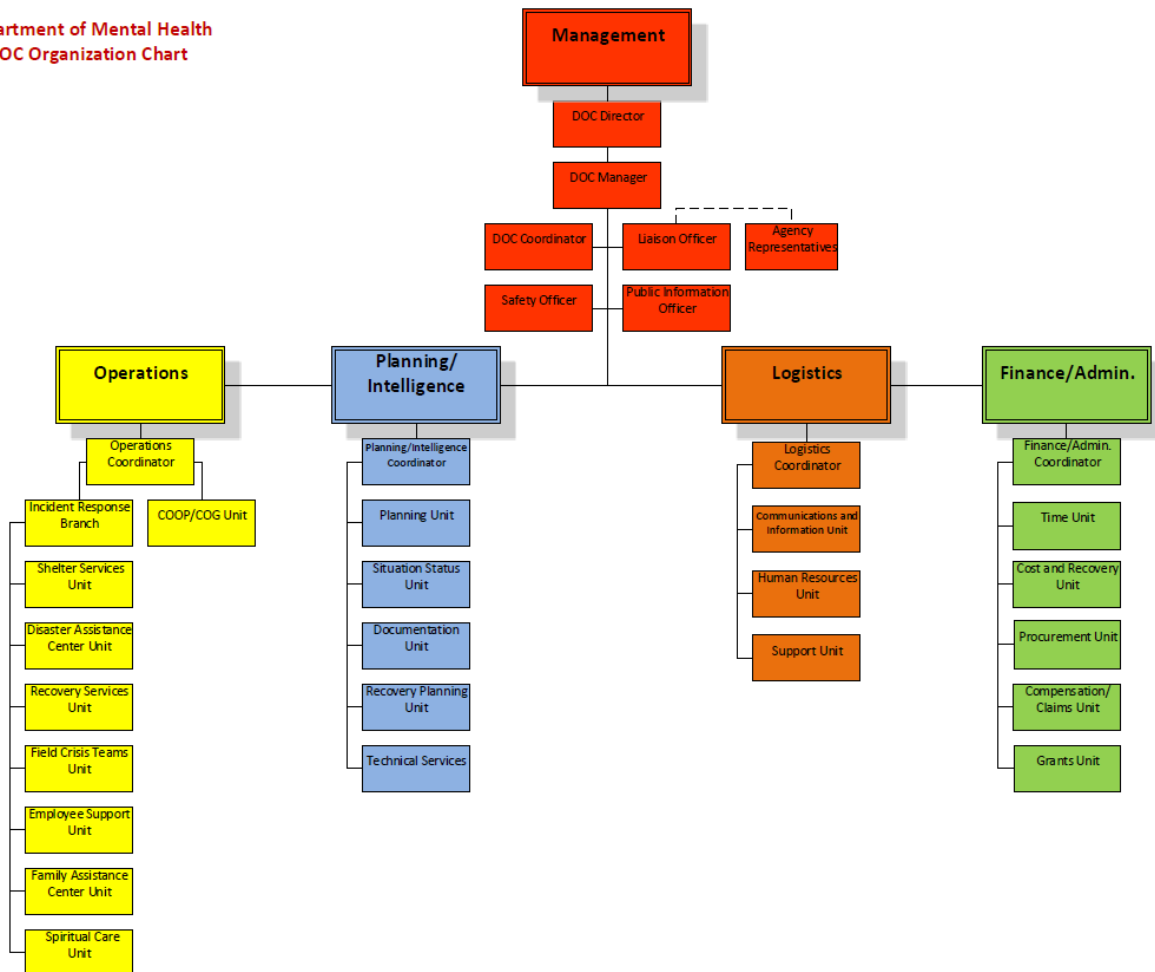 artment of Mental Health
OC Organization Chart
Management
DOC Director
DOC Manager
DOC Coordinator
Liaison Officer
Agency
Representatives
Safety Officer
Public Information
Officer
Operations
Planning/
Intelligence
Logistics
Finance/Admin.
Operations
Coordinator
Incident Response
Branch
COOP/COG Unit
Shelter Services
Unit
Disaster Assistance
Center Unit
Recovery Services
Unit
Field Crisis Teams
Unit
Employee Support
Unit
Family Assistance
Center Unit
Spiritual Care
Unit
Planning/Intelligence
Coordinator
Planning Unit
Situation Status
Unit
Documentation
Unit
Recovery Planning
Unit
Technical Services
Logistics
Coordinator
Communications and
Information Unit
Human Resources
Unit
Support Unit
Finance/Admin.
Coordinator
Time Unit
Cost and Recovery
Unit
Procurement Unit
Compensation/
Claims Unit
Grants Unit